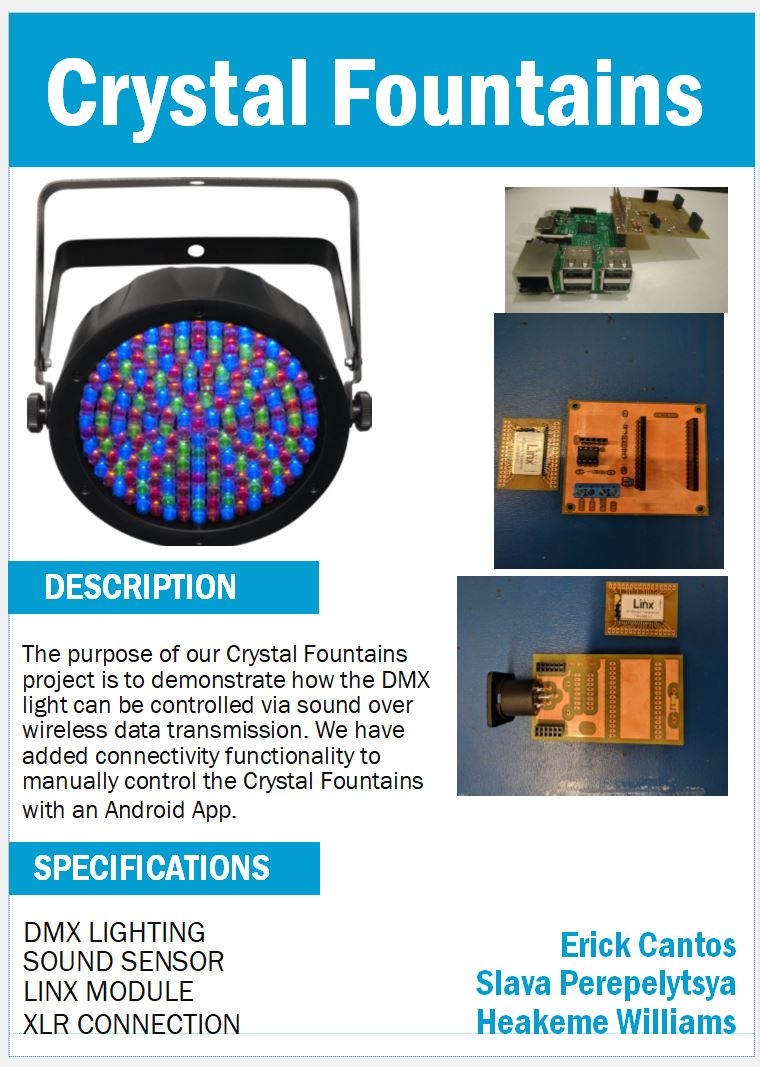 Crystal Fountains
Linx
Linx
DESCRIPTION
The purpose of our Crystal Fountains
project is to demonstrate how the DMX
light can be controlled via sound over
wireless data transmission. We have
added connectivity functionality to
manually control the Crystal Fountains
with an Android App.
SPECIFICATIONS
DMX LIGHTING
SOUND SENSOR
LINX MODULE
XLR CONNECTION
Erick Cantos
Slava Perepelytsya
Heakeme Williams